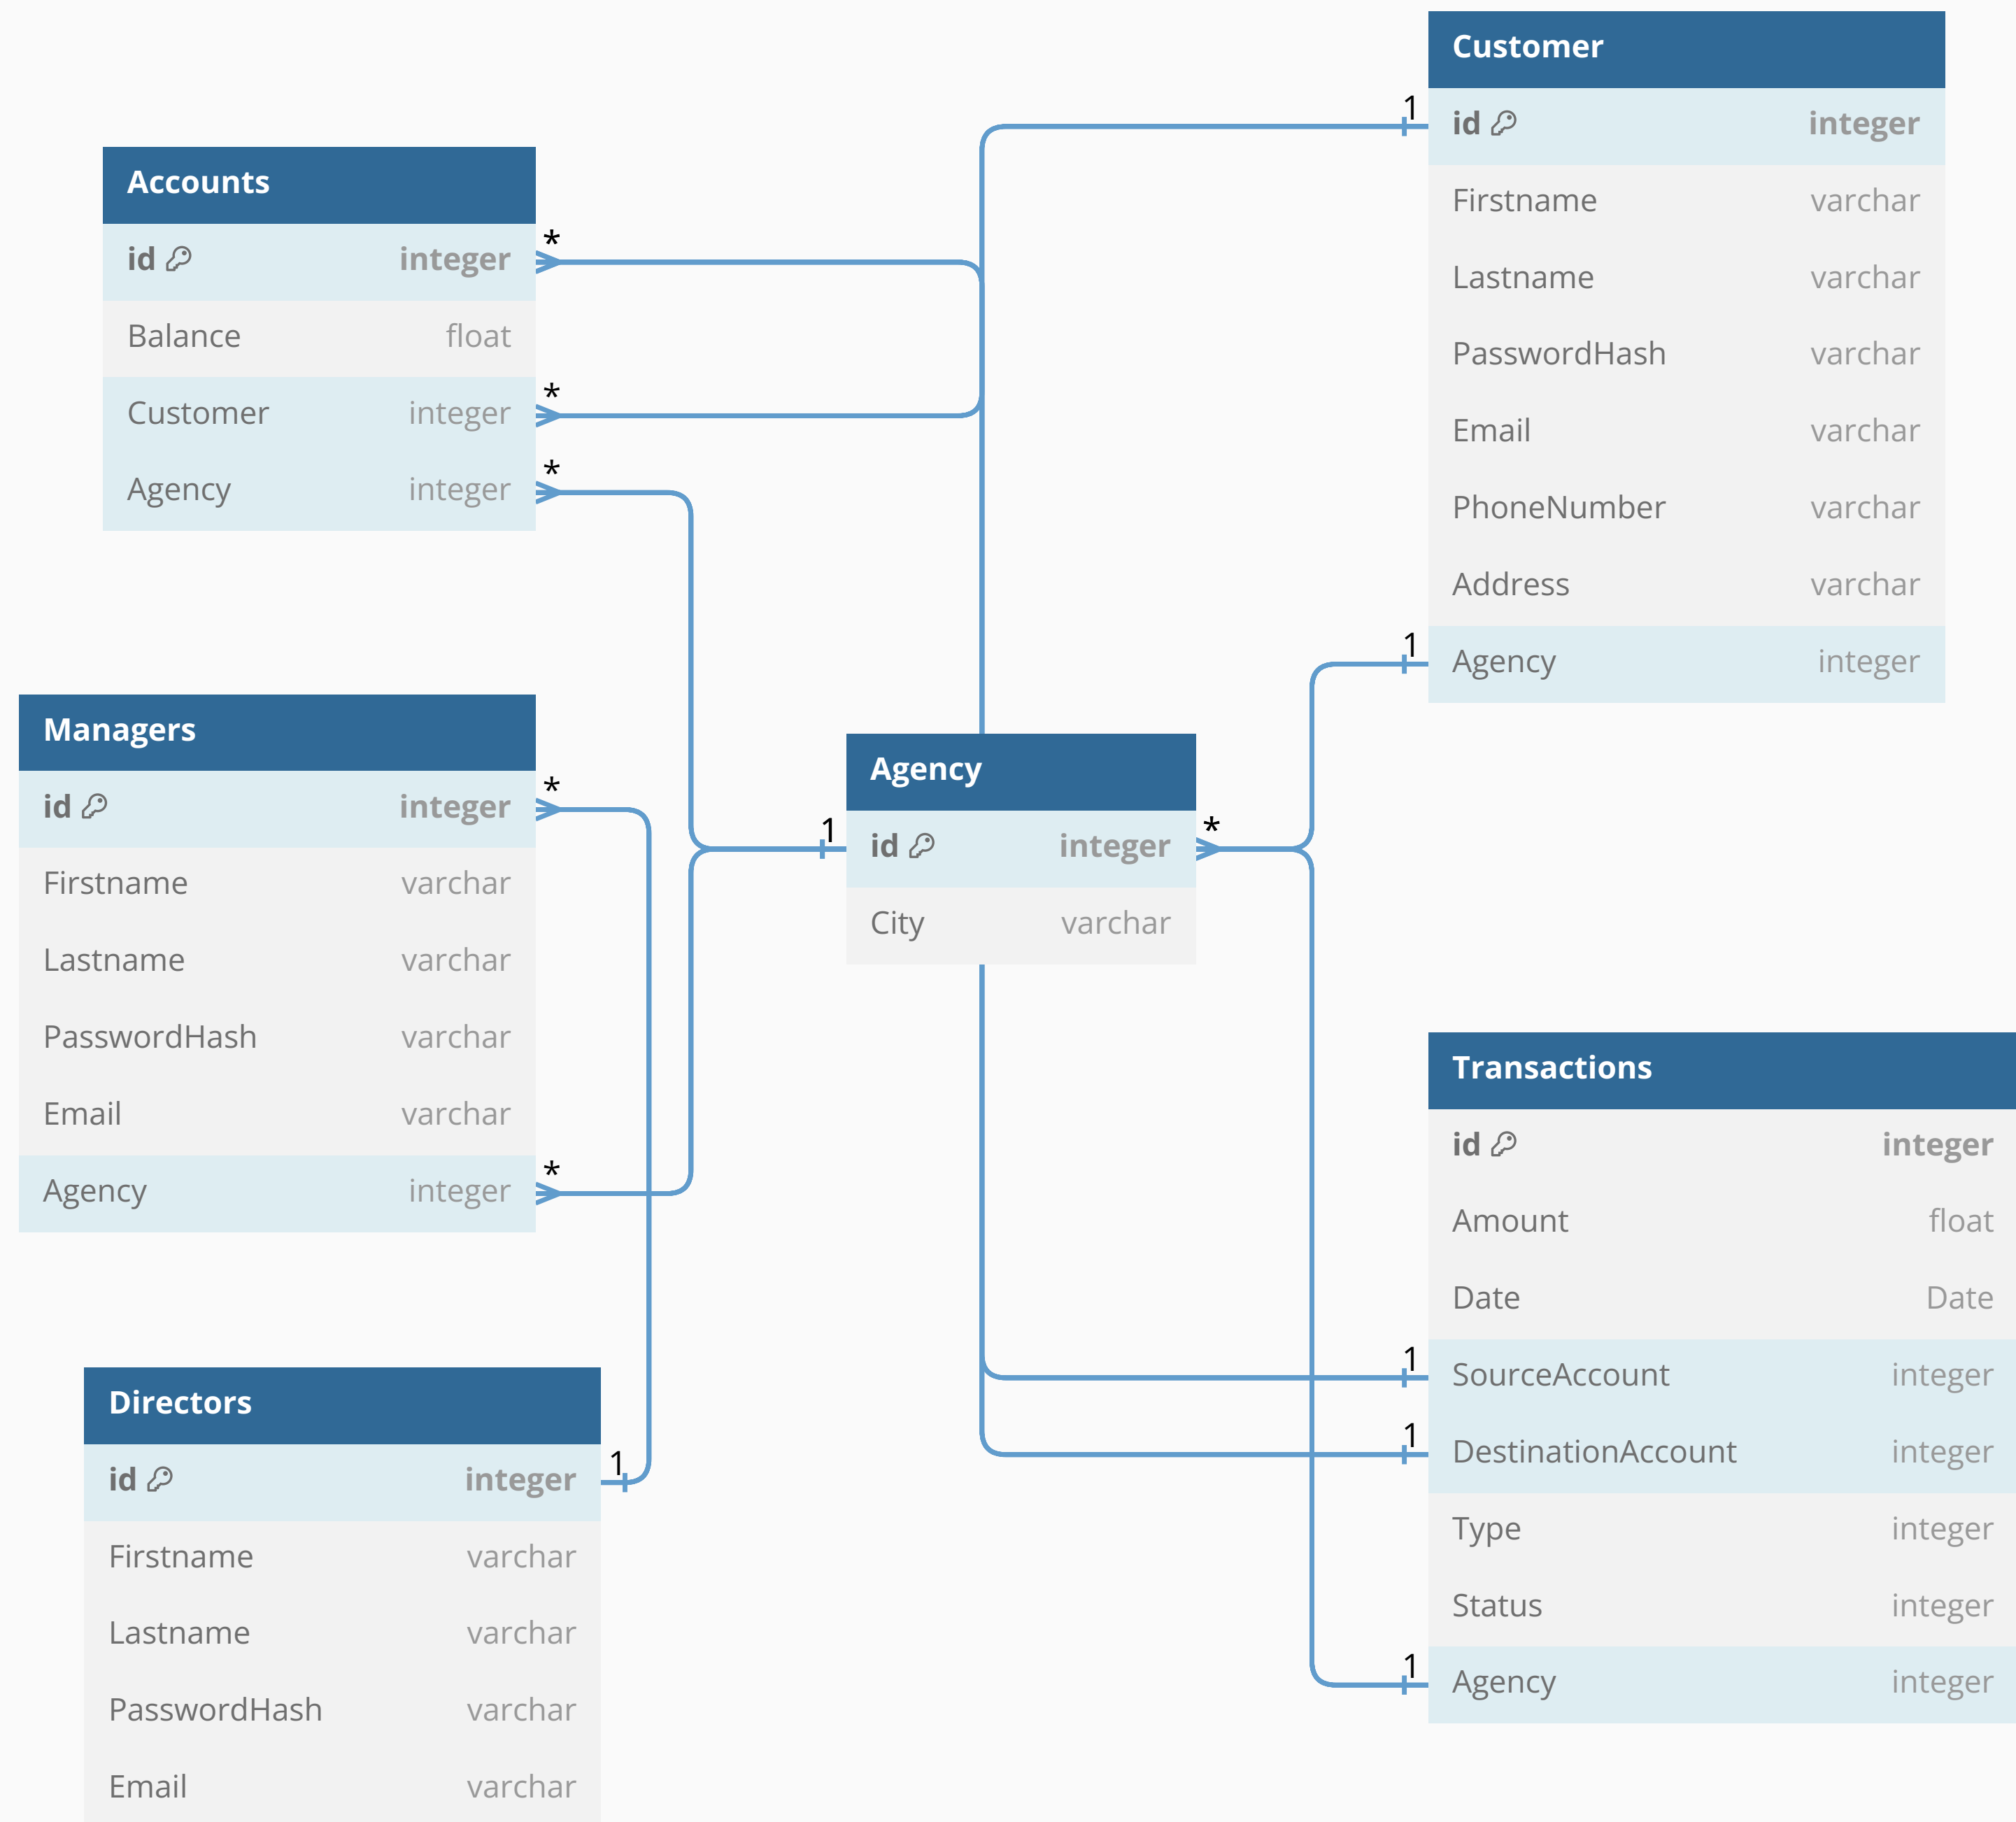 Customer
id integer
Firstname varchar
Lastname varchar
PasswordHash varchar
Email varchar
PhoneNumber varchar
Address varchar
Agency integer
1
1
Accounts
id integer
Balance float
Customer integer
Agency integer
*
*
*
Managers
id integer
Firstname varchar
Lastname varchar
PasswordHash varchar
Email varchar
Agency integer
*
*
Agency
id integer
City varchar
1
*
Transactions
id integer
Amount float
Date Date
SourceAccount integer
DestinationAccount integer
Type integer
Status integer
Agency integer
1
1
1
Directors
id integer
Firstname varchar
Lastname varchar
PasswordHash varchar
Email varchar
1